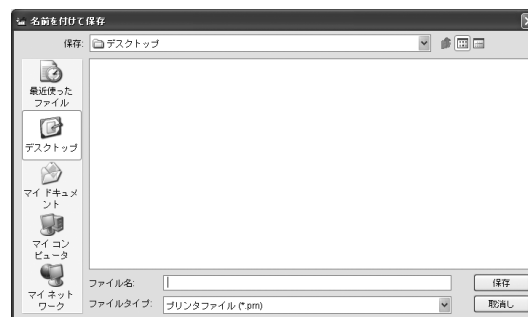 名前を付けて保存
保存: デスクトップ
最近使った
ファイル
デスクトップ
マイ ドキュメ
ント
マイ コン
ピュータ
マイ ネット
ワーク
ファイル名:
保存
ファイルタイプ: プリンタファイル (*.prn)
取消し